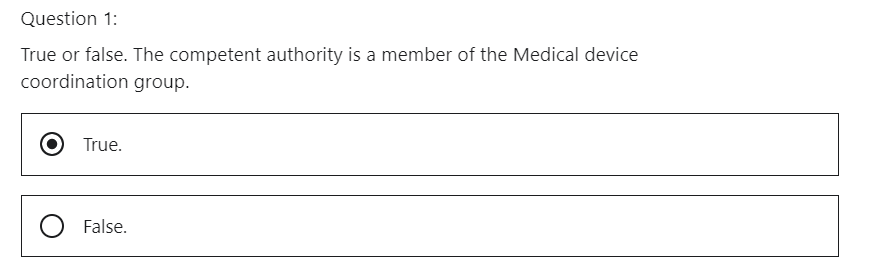 Question 1:
True or false. The competent authority is a member of the Medical device
coordination group.
True.
False.